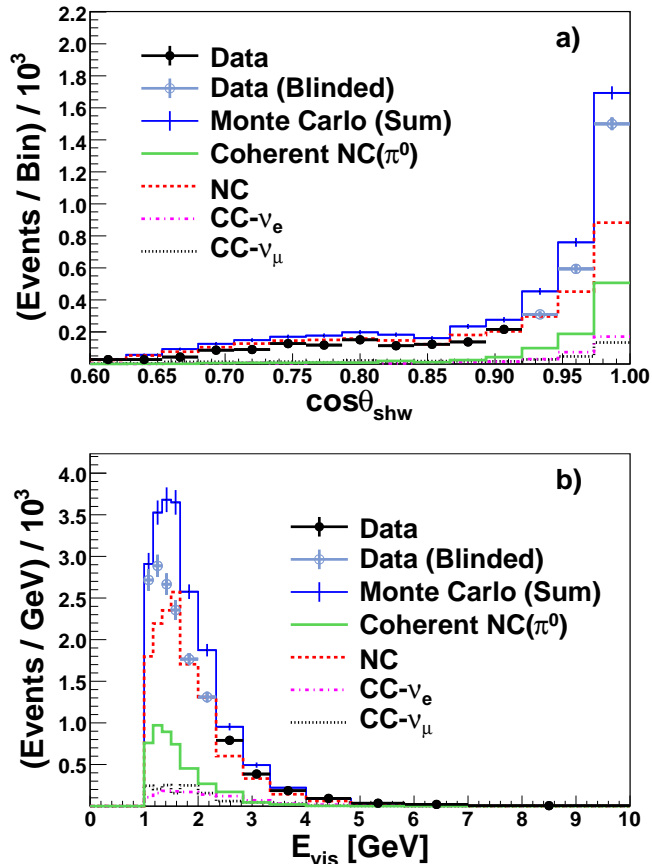 a)
(Events / Bin) / 10³
2.2
2.0
1.8
1.6
1.4
1.2
1.0
0.8
0.6
0.4
0.2
Data
Data (Blinded)
Monte Carlo (Sum)
Coherent NC(π⁰)
NC
CC-νₑ
CC-ν_μ
0.60 0.65 0.70 0.75 0.80 0.85 0.90 0.95 1.00
cosθ_shw
b)
(Events / GeV) / 10³
4.0
3.5
3.0
2.5
2.0
1.5
1.0
0.5
Data
Data (Blinded)
Monte Carlo (Sum)
Coherent NC(π⁰)
NC
CC-νₑ
CC-ν_μ
0 1 2 3 4 5 6 7 8 9 10
E_vis [GeV]